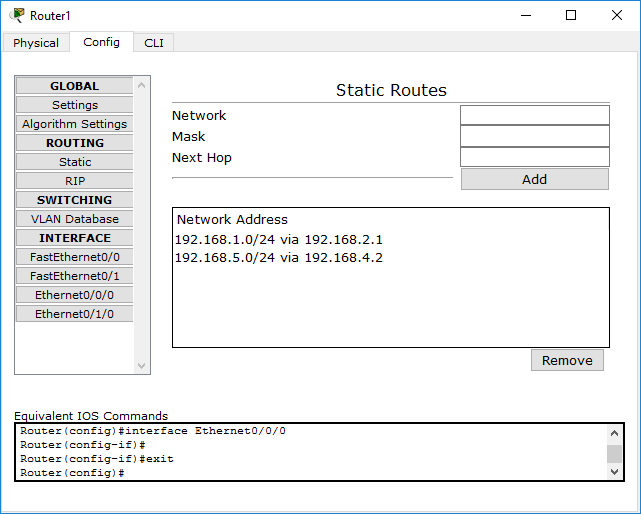 Router1
Physical Config CLI
GLOBAL
Settings
Algorithm Settings
ROUTING
Static
RIP
SWITCHING
VLAN Database
INTERFACE
FastEthernet0/0
FastEthernet0/1
Ethernet0/0/0
Ethernet0/1/0
Static Routes
Network
Mask
Next Hop
Add
Network Address
192.168.1.0/24 via 192.168.2.1
192.168.5.0/24 via 192.168.4.2
Remove
Equivalent IOS Commands
Router(config)#interface Ethernet0/0/0
Router(config-if)#
Router(config-if)#exit
Router(config)#